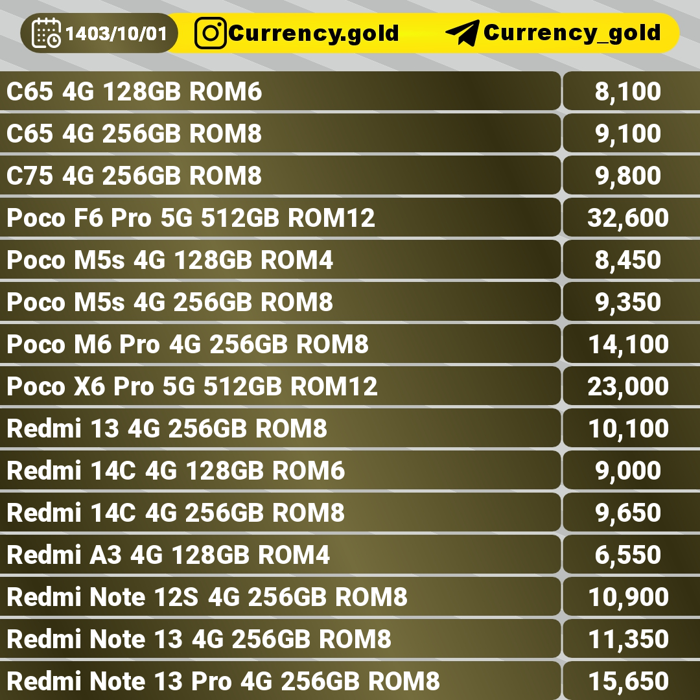 1403/10/01 Currency.gold Currency_gold
C65 4G 128GB ROM6 8,100
C65 4G 256GB ROM8 9,100
C75 4G 256GB ROM8 9,800
Poco F6 Pro 5G 512GB ROM12 32,600
Poco M5s 4G 128GB ROM4 8,450
Poco M5s 4G 256GB ROM8 9,350
Poco M6 Pro 4G 256GB ROM8 14,100
Poco X6 Pro 5G 512GB ROM12 23,000
Redmi 13 4G 256GB ROM8 10,100
Redmi 14C 4G 128GB ROM6 9,000
Redmi 14C 4G 256GB ROM8 9,650
Redmi A3 4G 128GB ROM4 6,550
Redmi Note 12S 4G 256GB ROM8 10,900
Redmi Note 13 4G 256GB ROM8 11,350
Redmi Note 13 Pro 4G 256GB ROM8 15,650